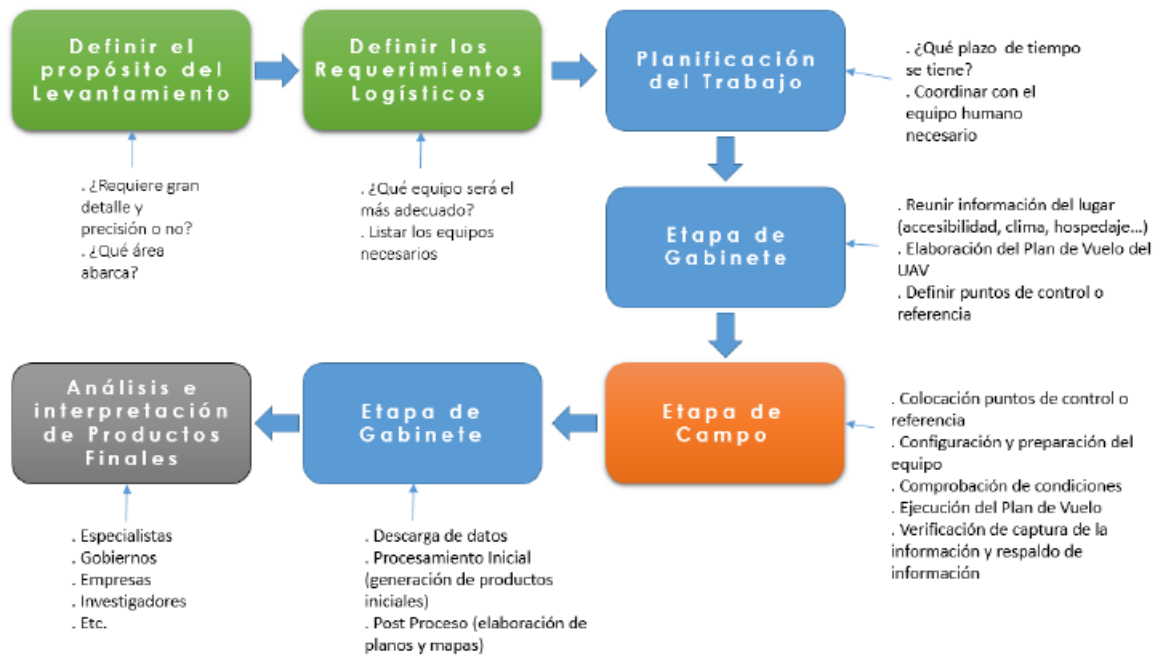 Definir el
propósito del
Levantamiento
Definir los
Requerimientos
Logísticos
Planificación
del Trabajo
. ¿Qué plazo de tiempo
se tiene?
. Coordinar con el
equipo humano
necesario
. ¿Requiere gran
detalle y
precisión o no?
. ¿Qué área
abarca?
. ¿Qué equipo será el
más adecuado?
. Listar los equipos
necesarios
Etapa de
Gabinete
. Reunir información del lugar
(accesibilidad, clima, hospedaje...)
. Elaboración del Plan de Vuelo del
UAV
. Definir puntos de control o
referencia
Etapa de
Campo
. Colocación puntos de control o
referencia
. Configuración y preparación del
equipo
. Comprobación de condiciones
. Ejecución del Plan de Vuelo
. Verificación de captura de la
información y respaldo de
información
Etapa de
Gabinete
. Descarga de datos
. Procesamiento Inicial
(generación de productos
iniciales)
. Post Proceso (elaboración de
planos y mapas)
Análisis e
interpretación
de Productos
Finales
. Especialistas
. Gobiernos
. Empresas
. Investigadores
. Etc.